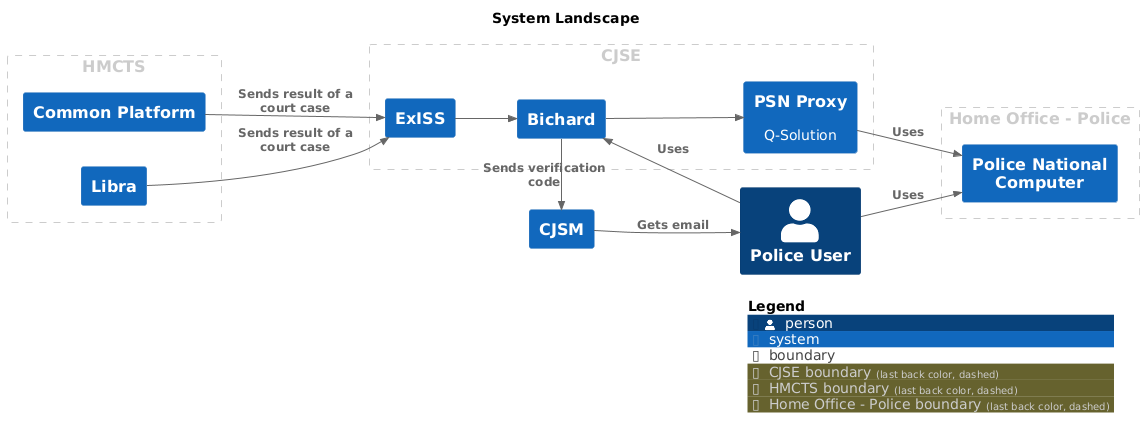 System Landscape
HMCTS
Common Platform
Libra
Sends result of a
court case
Sends result of a
court case
CJSE
ExISS
Bichard
PSN Proxy
Q-Solution
Sends verification
code
Uses
CJSM
Gets email
Police User
Uses
Uses
Home Office - Police
Police National
Computer
Legend
person
system
boundary
CJSE boundary (last back color, dashed)
HMCTS boundary (last back color, dashed)
Home Office - Police boundary (last back color, dashed)